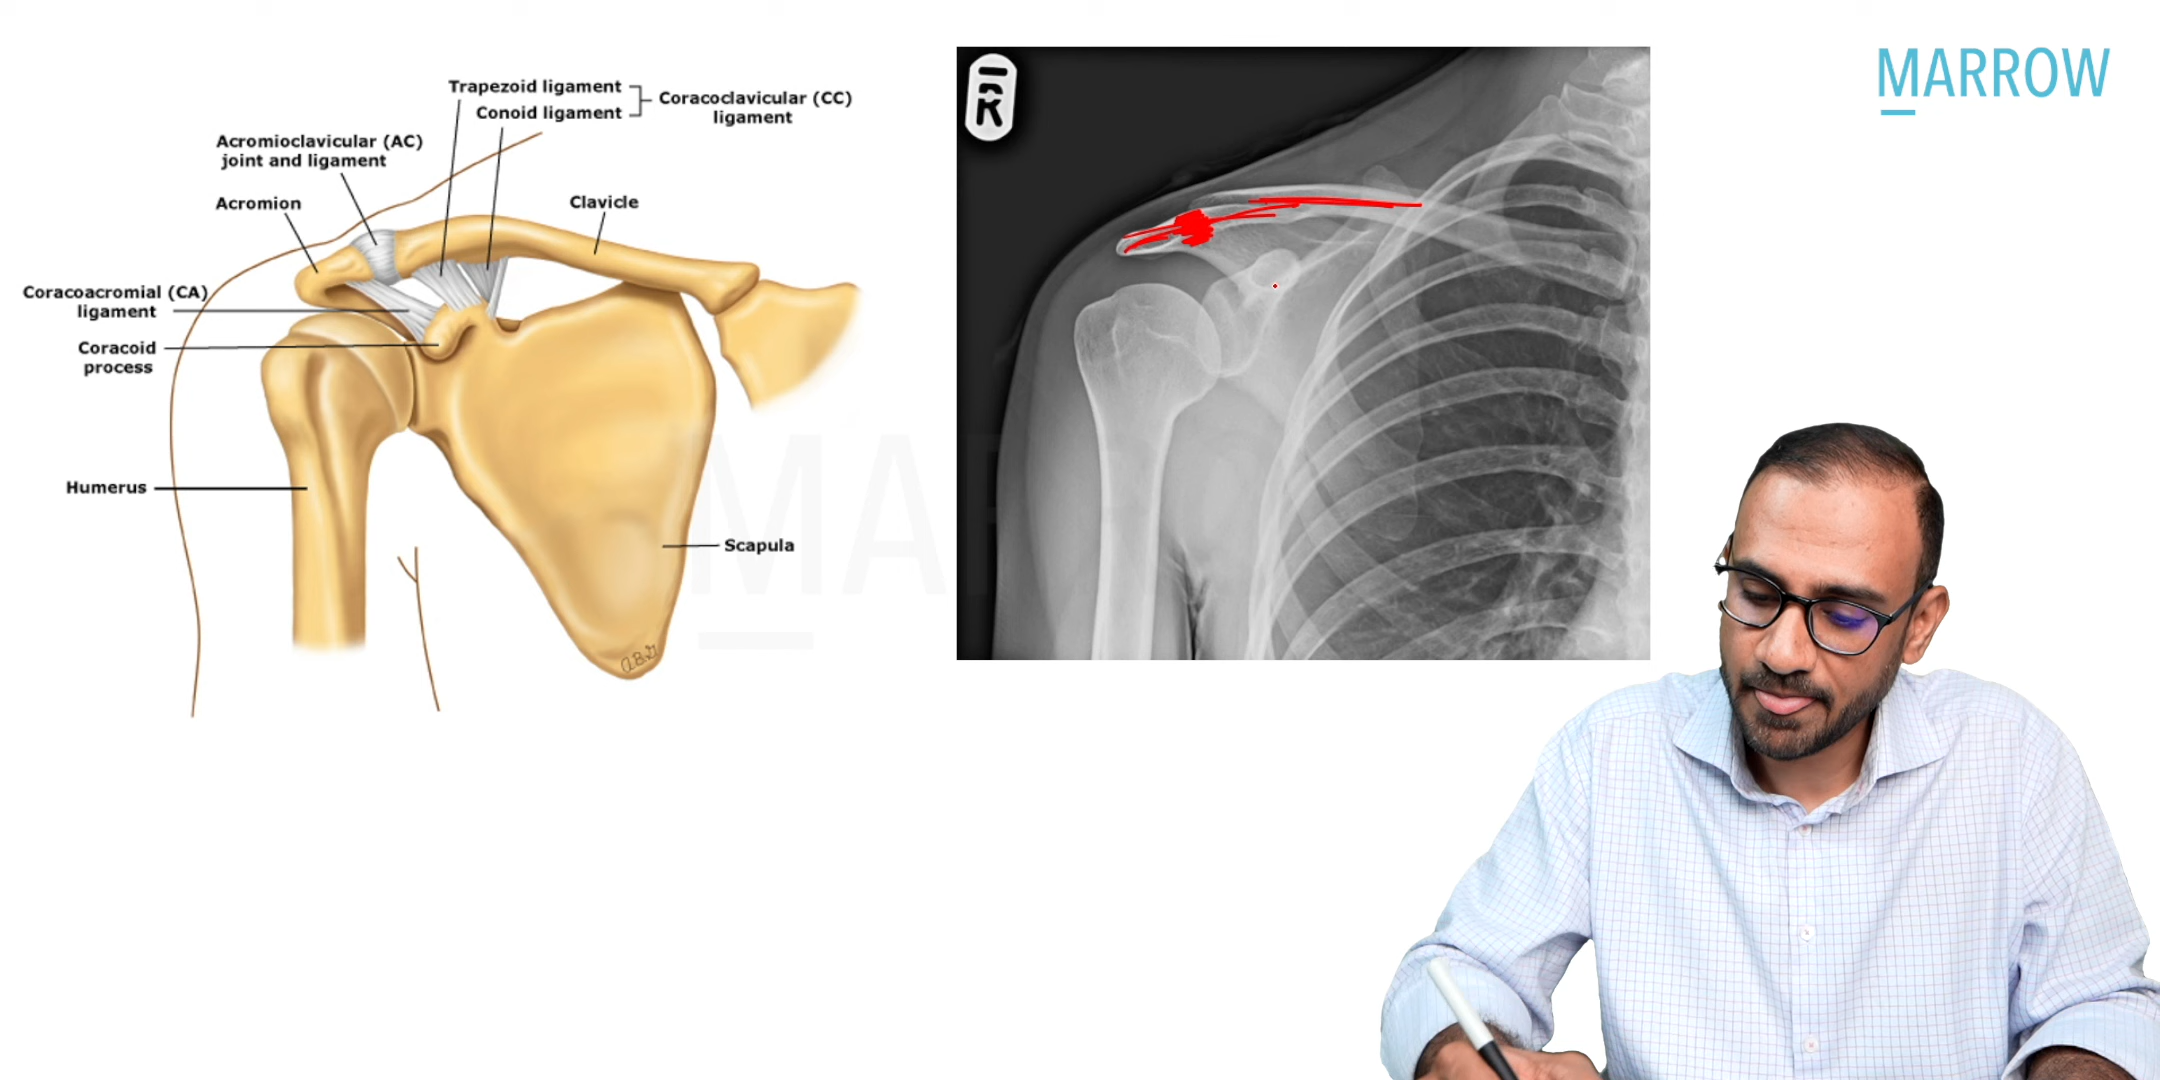 MARROW
Trapezoid ligament
Conoid ligament
Coracoclavicular (CC)
ligament
Acromioclavicular (AC)
joint and ligament
Acromion
Clavicle
Coracoacromial (CA)
ligament
Coracoid
process
Humerus
Scapula
R
MA